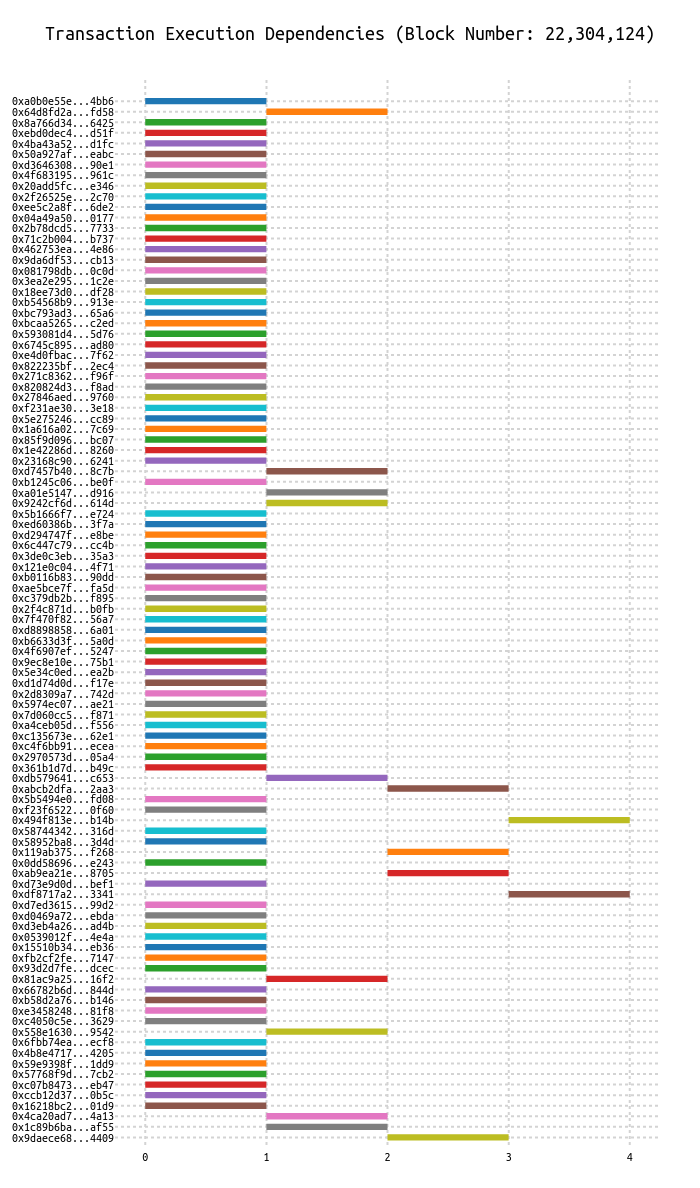 Transaction Execution Dependencies (Block Number: 22,304,124)
0xa0b0e55e...4bb6
0x64d8fd2a...fd58
0x8a766d34...6425
0xebd0dec4...d51f
0x4ba43a52...d1fc
0x50a927af...eabc
0xd3646308...90e1
0x4f683195...961c
0x20add5fc...e346
0x2f26525e...2c70
0xee5c2a8f...6de2
0x04a49a50...0177
0x2b78dcd5...7733
0x71c2b004...b737
0x462753ea...4e86
0x9da6df53...cb13
0x081798db...0c0d
0x3ea2e295...1c2e
0x18ee73d0...df28
0xb54568b9...913e
0xbc793ad3...65a6
0xbcaa5265...c2ed
0x593081d4...5d76
0x6745c895...ad80
0xe4d0fbac...7f62
0x822235bf...2ec4
0x271c8362...f96f
0x820824d3...f8ad
0x27846aed...9760
0xf231ae30...3e18
0x5e275246...cc89
0x1a616a02...7c69
0x85f9d096...bc07
0x1e42286d...8260
0x23168c90...6241
0xd7457b40...8c7b
0xb1245c06...be0f
0xa01e5147...d916
0x9242cf6d...614d
0x5b1666f7...e724
0xed60386b...3f7a
0xd294747f...e8be
0x6c447c79...cc4b
0x3de0c3eb...35a3
0x121e0c04...4f71
0xb0116b83...90dd
0xae5bce7f...fa5d
0xc379db2b...f895
0x2f4c871d...b0fb
0x7f470f82...56a7
0xd8898858...6a01
0xb6633d3f...5a0d
0x4f6907ef...5247
0x9ec8e10e...75b1
0x5e34c0ed...ea2b
0xd1d74d0d...f17e
0x2d8309a7...742d
0x5974ec07...ae21
0x7d060cc5...f871
0xa4ceb05d...f556
0xc135673e...62e1
0xc4f6bb91...ecea
0x2970573d...05a4
0x361b1d7d...b49c
0xdb579641...c653
0xabcb2dfa...2aa3
0x5b5494e0...fd08
0xf23f6522...0f60
0x494f813e...b14b
0x58744342...316d
0x58952ba8...3d4d
0x119ab375...f268
0x0dd58696...e243
0xab9ea21e...8705
0xd73e9d0d...bef1
0xdf8717a2...3341
0xd7ed3615...99d2
0xd0469a72...ebda
0xd3eb4a26...ad4b
0x0539012f...4e4a
0x15510b34...eb36
0xfb2cf2fe...7147
0x93d2d7fe...dcec
0x81ac9a25...16f2
0x66782b6d...844d
0xb58d2a76...b146
0xe3458248...81f8
0xc4050c5e...3629
0x558e1630...9542
0x6fbb74ea...ecf8
0x4b8e4717...4205
0x59e9398f...1dd9
0x57768f9d...7cb2
0xc07b8473...eb47
0xccb12d37...0b5c
0x16218bc2...01d9
0x4ca20ad7...4a13
0x1c89b6ba...af55
0x9daece68...4409
0 1 2 3 4